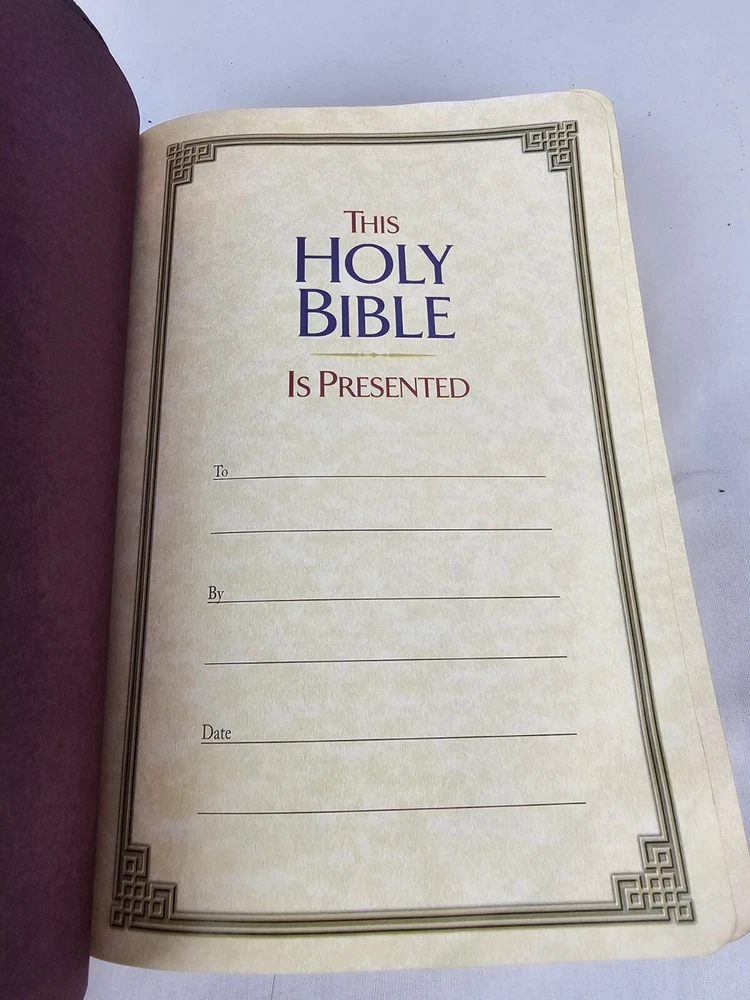 THIS
HOLY
BIBLE
IS PRESENTED
To
By
Date